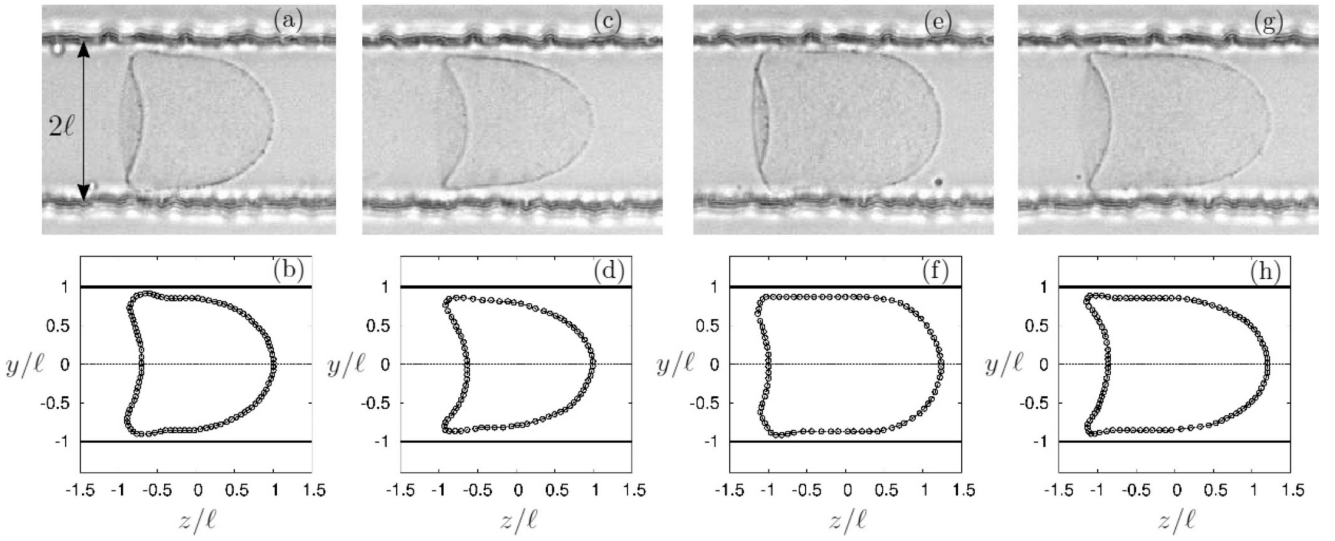 (a) (c) (e) (g)
2ℓ
(b) (d) (f) (h)
1 1 1 1
0.5 0.5 0.5 0.5
y/ℓ 0 y/ℓ 0 y/ℓ 0 y/ℓ 0
-0.5 -0.5 -0.5 -0.5
-1 -1 -1 -1
-1.5 -1 -0.5 0 0.5 1 1.5 -1.5 -1 -0.5 0 0.5 1 1.5 -1.5 -1 -0.5 0 0.5 1 1.5 -1.5 -1 -0.5 0 0.5 1 1.5
z/ℓ z/ℓ z/ℓ z/ℓ